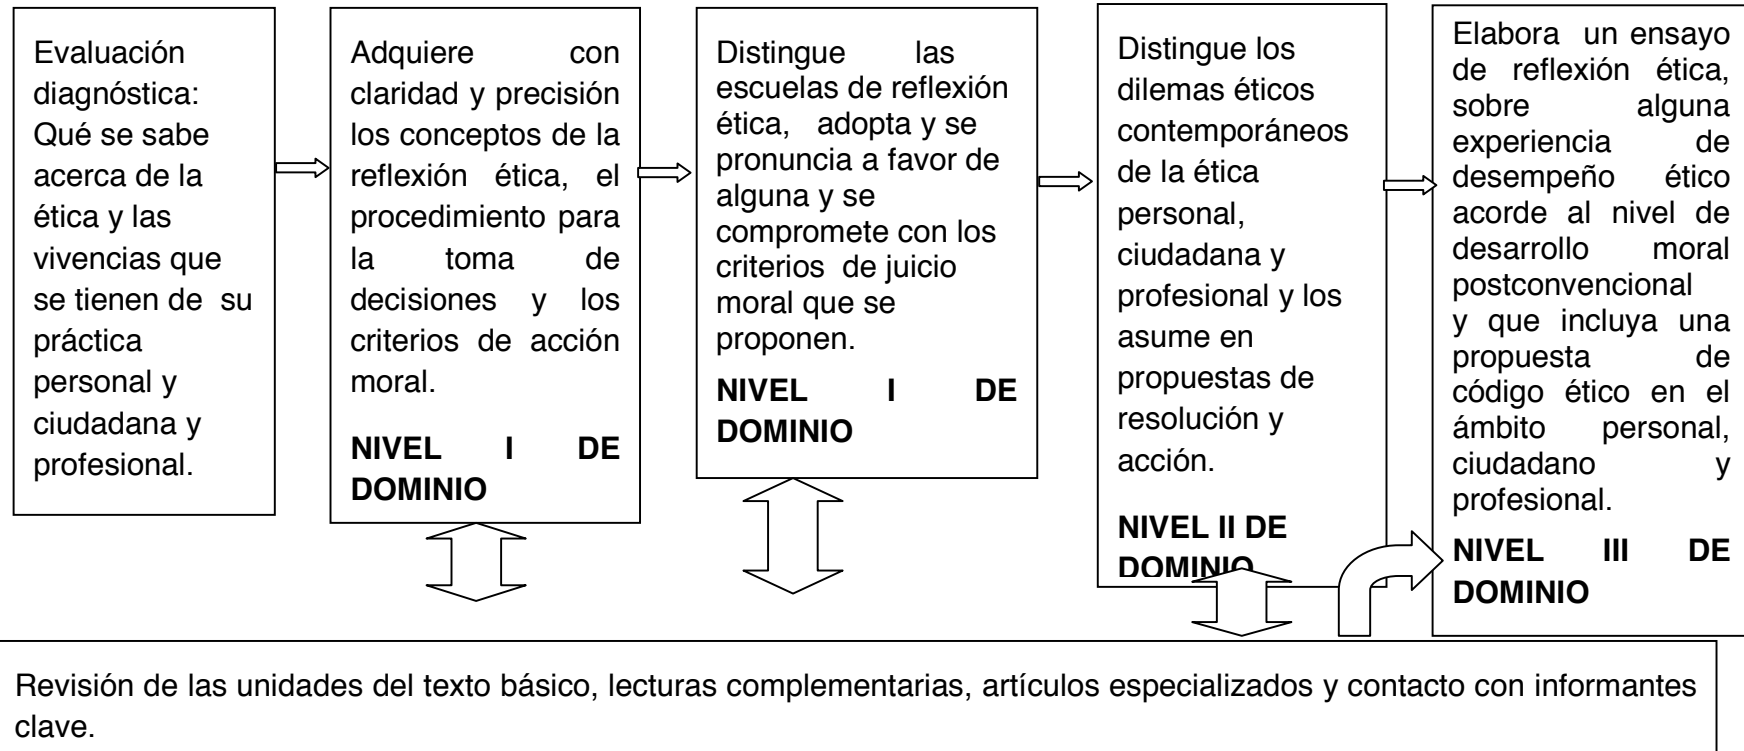 Evaluación
diagnóstica:
Qué se sabe
acerca de la
ética y las
vivencias que
se tienen de su
práctica
personal y
ciudadana y
profesional.
Adquiere con
claridad y precisión
los conceptos de la
reflexión ética, el
procedimiento para
la toma de
decisiones y los
criterios de acción
moral.
NIVEL I DE
DOMINIO
Distingue las
escuelas de reflexión
ética, adopta y se
pronuncia a favor de
alguna y se
compromete con los
criterios de juicio
moral que se
proponen.
NIVEL I DE
DOMINIO
Distingue los
dilemas éticos
contemporáneos
de la ética
personal,
ciudadana y
profesional y los
asume en
propuestas de
resolución y
acción.
NIVEL II DE
DOMINIO
Elabora un ensayo
de reflexión ética,
sobre alguna
experiencia de
desempeño ético
acorde al nivel de
desarrollo moral
postconvencional
y que incluya una
propuesta de
código ético en el
ámbito personal,
ciudadano y
profesional.
NIVEL III DE
DOMINIO
Revisión de las unidades del texto básico, lecturas complementarias, artículos especializados y contacto con informantes
clave.